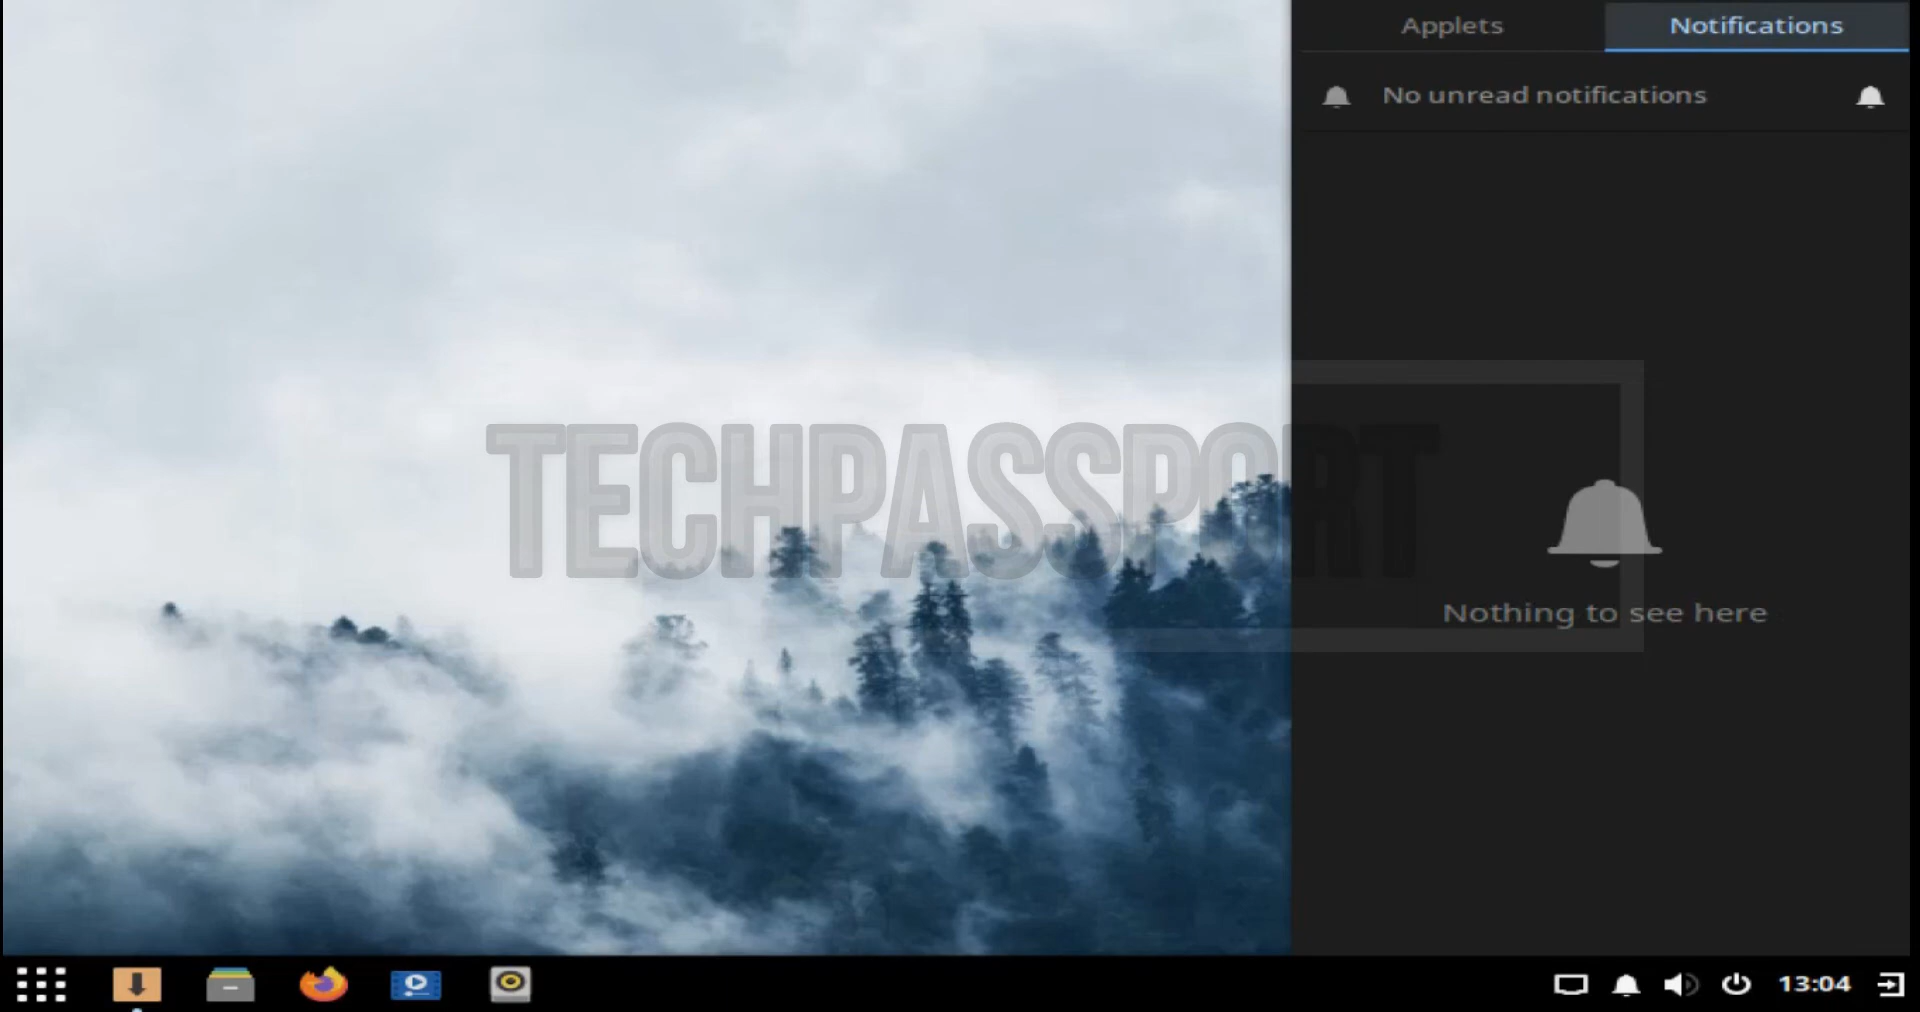 Applets
Notifications
No unread notifications
TECHPASSPORT
Nothing to see here
13:04